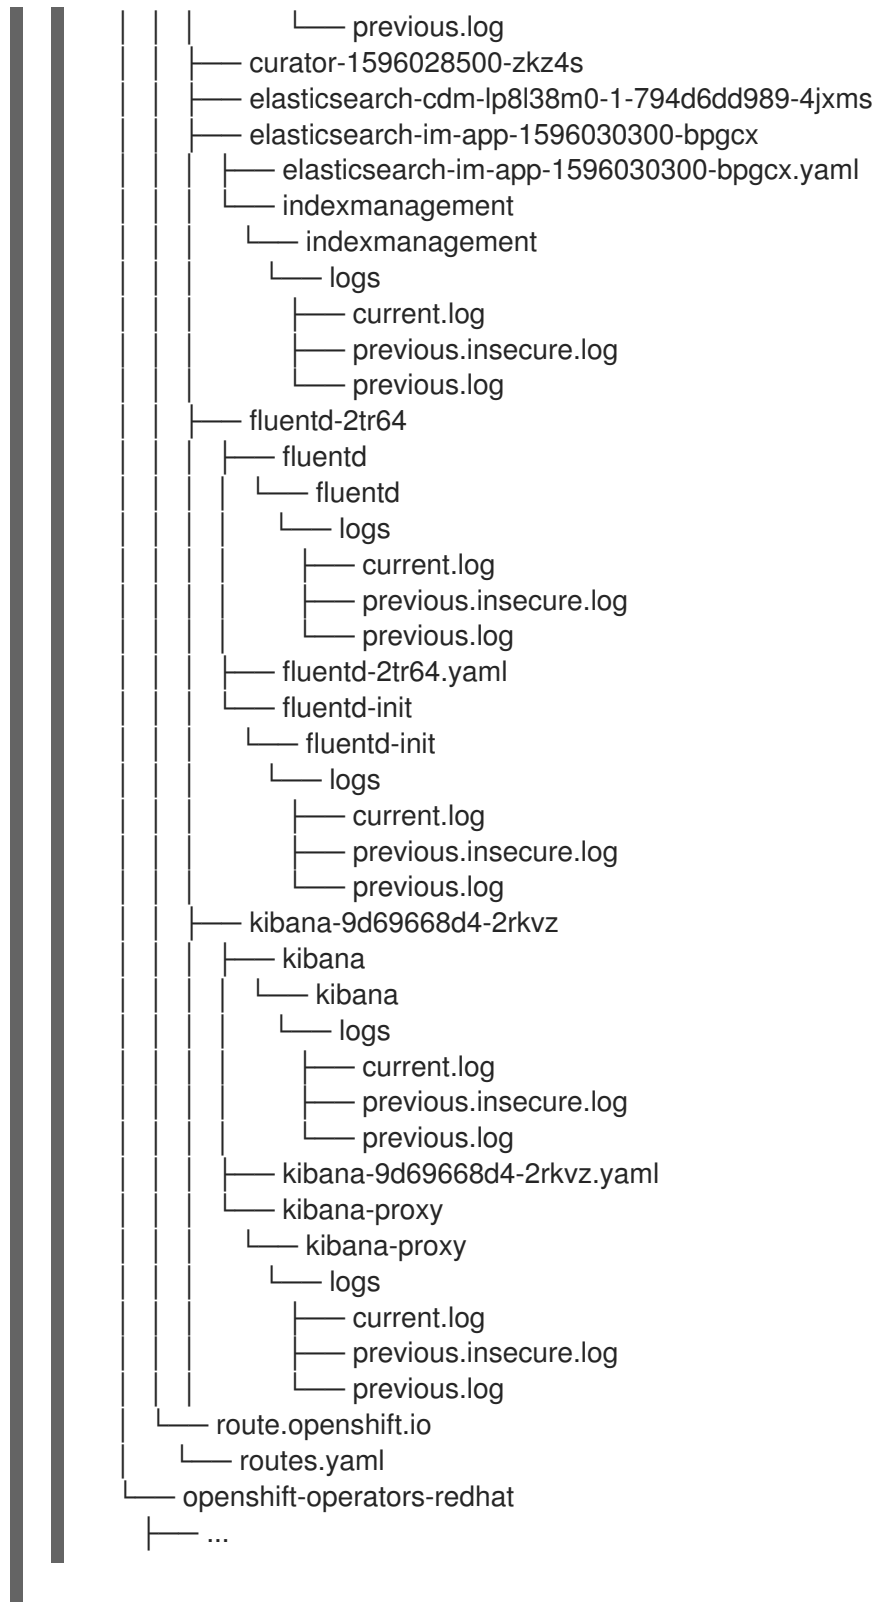 │ │ │ └── previous.log
│ │ ├── curator-1596028500-zkz4s
│ │ ├── elasticsearch-cdm-lp8l38m0-1-794d6dd989-4jxms
│ │ ├── elasticsearch-im-app-1596030300-bpgcx
│ │ │ ├── elasticsearch-im-app-1596030300-bpgcx.yaml
│ │ │ └── indexmanagement
│ │ │ └── indexmanagement
│ │ │ └── logs
│ │ │ ├── current.log
│ │ │ ├── previous.insecure.log
│ │ │ └── previous.log
│ │ ├── fluentd-2tr64
│ │ │ ├── fluentd
│ │ │ │ └── fluentd
│ │ │ │ └── logs
│ │ │ │ ├── current.log
│ │ │ │ ├── previous.insecure.log
│ │ │ │ └── previous.log
│ │ │ ├── fluentd-2tr64.yaml
│ │ │ └── fluentd-init
│ │ │ └── fluentd-init
│ │ │ └── logs
│ │ │ ├── current.log
│ │ │ ├── previous.insecure.log
│ │ │ └── previous.log
│ │ ├── kibana-9d69668d4-2rkvz
│ │ │ ├── kibana
│ │ │ │ └── kibana
│ │ │ │ └── logs
│ │ │ │ ├── current.log
│ │ │ │ ├── previous.insecure.log
│ │ │ │ └── previous.log
│ │ │ ├── kibana-9d69668d4-2rkvz.yaml
│ │ │ └── kibana-proxy
│ │ │ └── kibana-proxy
│ │ │ └── logs
│ │ │ ├── current.log
│ │ │ ├── previous.insecure.log
│ │ │ └── previous.log
│ └── route.openshift.io
│ └── routes.yaml
└── openshift-operators-redhat
├── ...